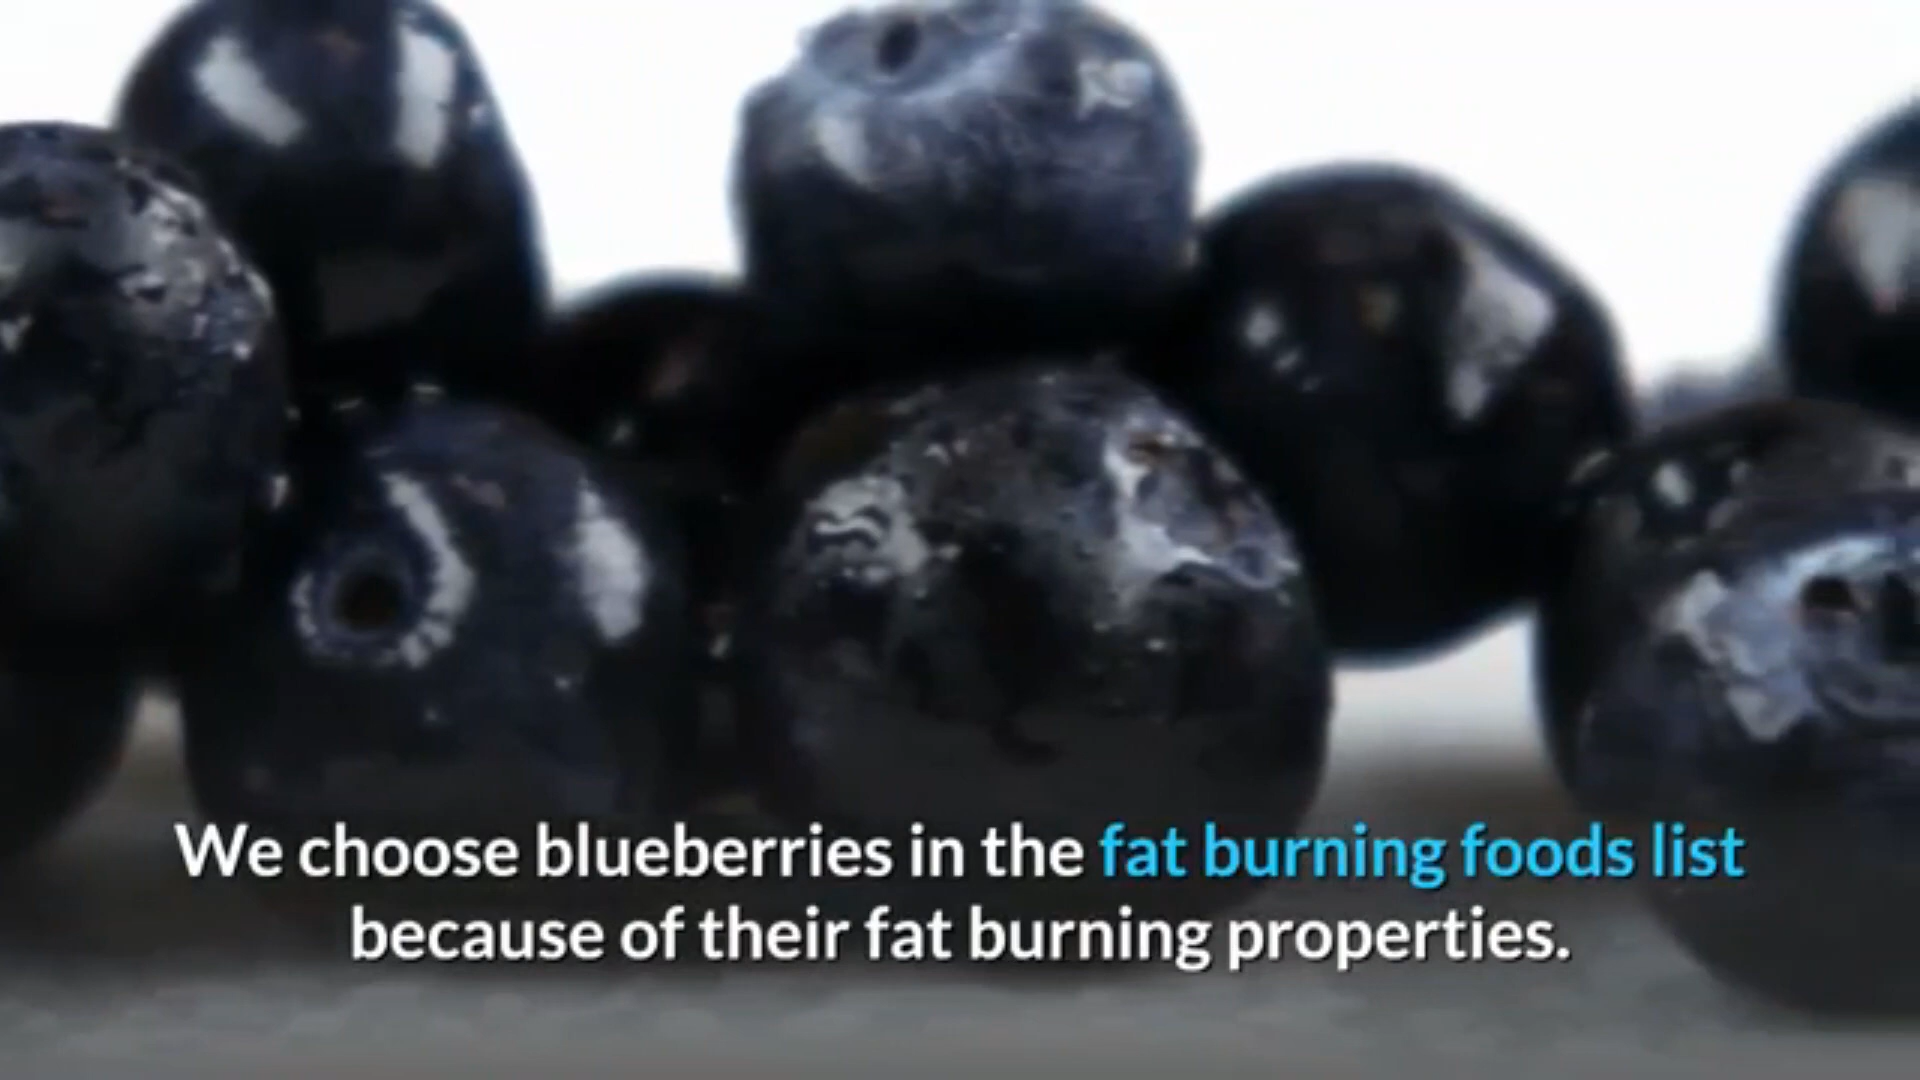 We choose blueberries in the fat burning foods list
because of their fat burning properties.